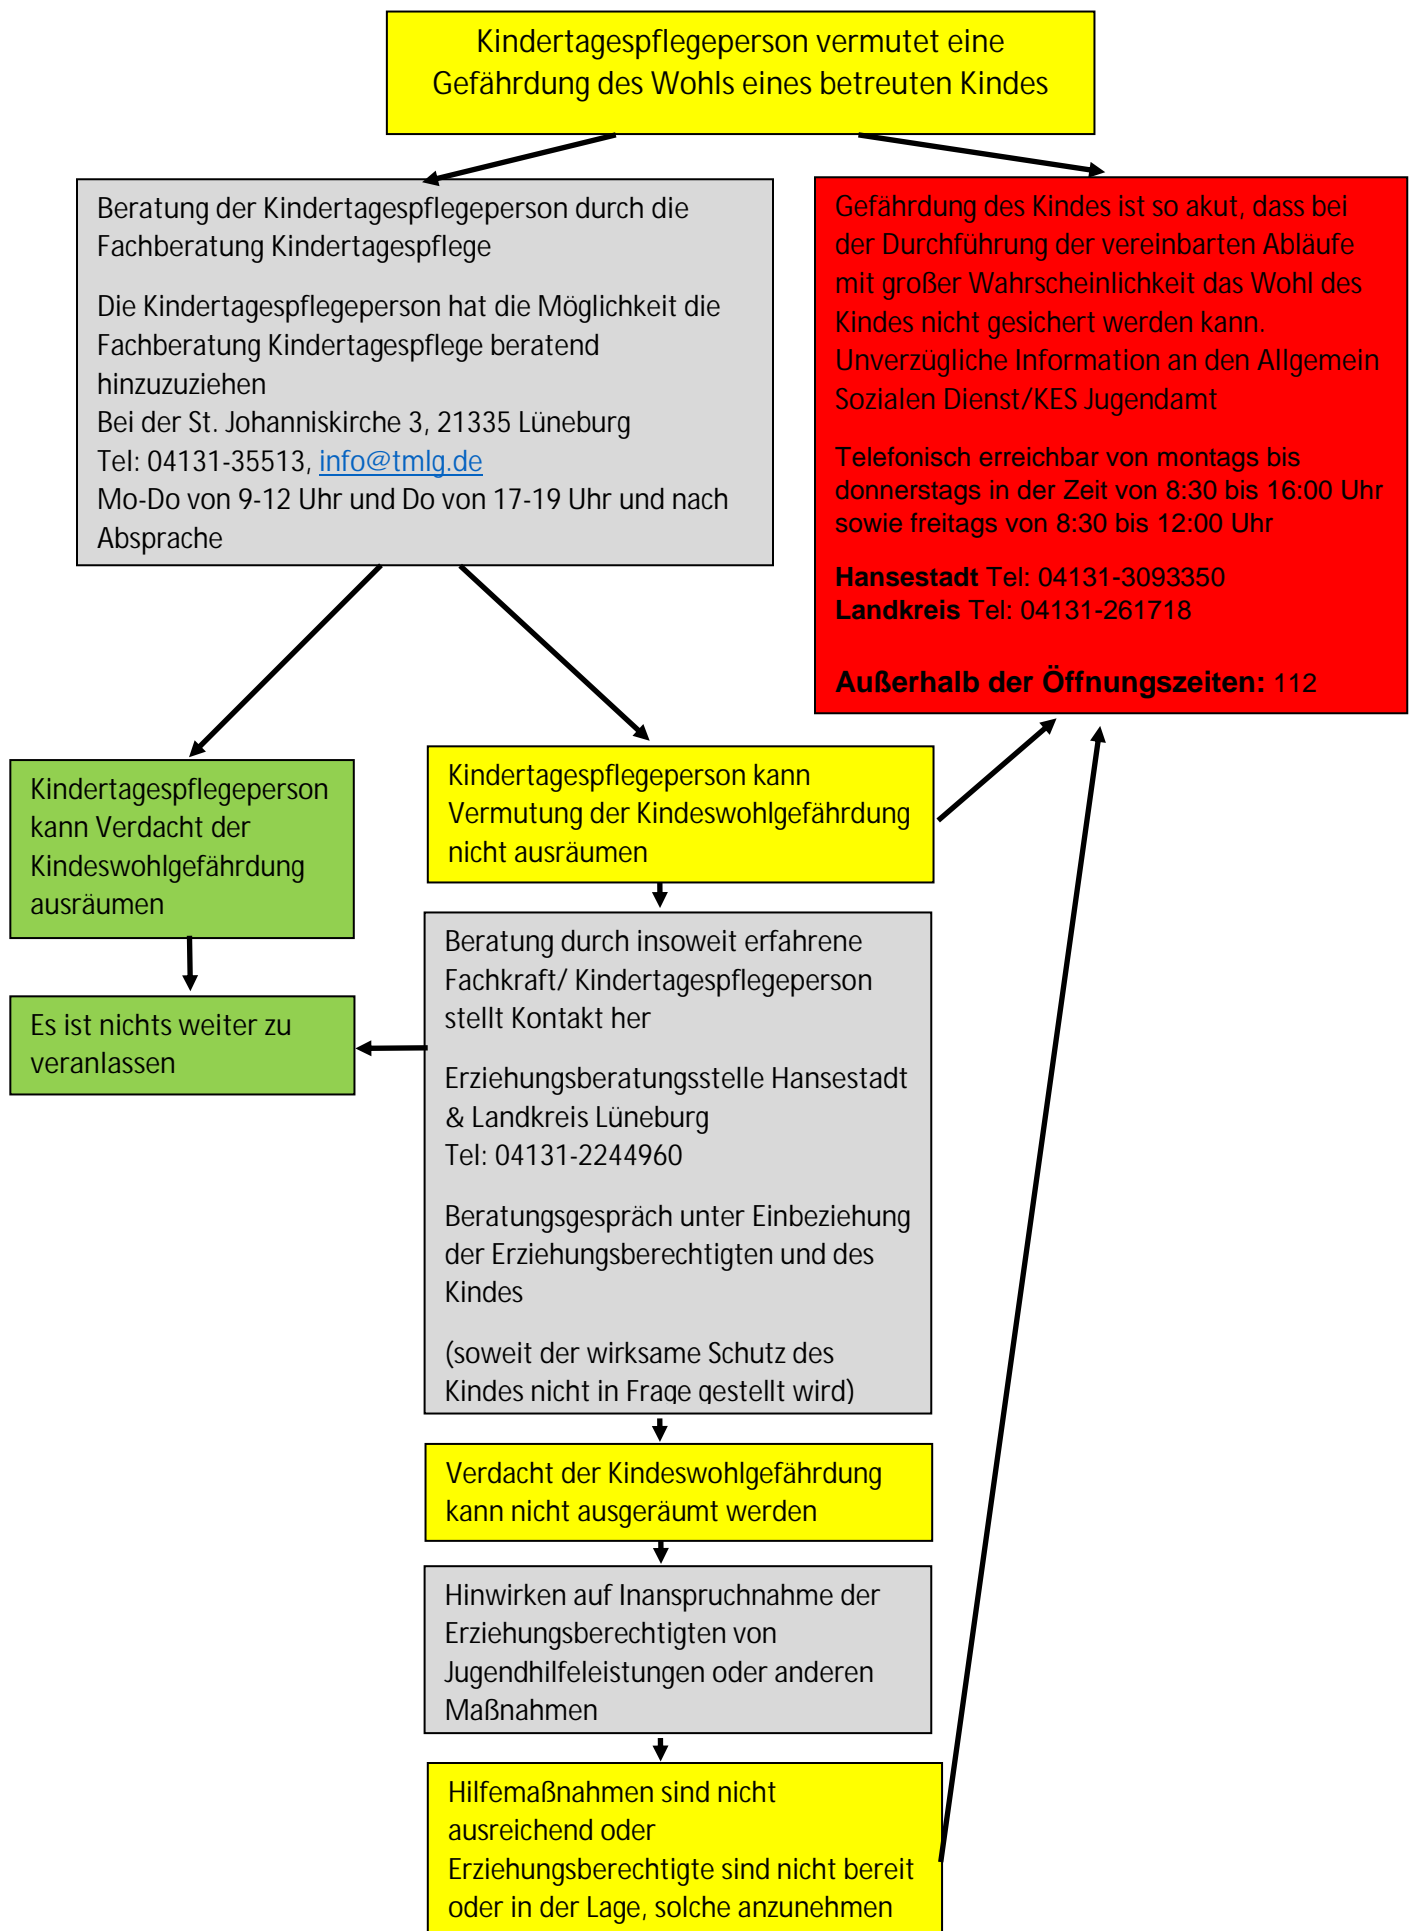 Kindertagespflegeperson vermutet eine
Gefährdung des Wohls eines betreuten Kindes
Beratung der Kindertagespflegeperson durch die
Fachberatung Kindertagespflege
Die Kindertagespflegeperson hat die Möglichkeit die
Fachberatung Kindertagespflege beratend
hinzuzuziehen
Bei der St. Johanniskirche 3, 21335 Lüneburg
Tel: 04131-35513, info@tmlg.de
Mo-Do von 9-12 Uhr und Do von 17-19 Uhr und nach
Absprache
Gefährdung des Kindes ist so akut, dass bei
der Durchführung der vereinbarten Abläufe
mit großer Wahrscheinlichkeit das Wohl des
Kindes nicht gesichert werden kann.
Unverzügliche Information an den Allgemein
Sozialen Dienst/KES Jugendamt
Telefonisch erreichbar von montags bis
donnerstags in der Zeit von 8:30 bis 16:00 Uhr
sowie freitags von 8:30 bis 12:00 Uhr
Hansestadt Tel: 04131-3093350
Landkreis Tel: 04131-261718
Außerhalb der Öffnungszeiten: 112
Kindertagespflegeperson
kann Verdacht der
Kindeswohlgefährdung
ausräumen
Kindertagespflegeperson kann
Vermutung der Kindeswohlgefährdung
nicht ausräumen
Es ist nichts weiter zu
veranlassen
Beratung durch insoweit erfahrene
Fachkraft/ Kindertagespflegeperson
stellt Kontakt her
Erziehungsberatungsstelle Hansestadt
& Landkreis Lüneburg
Tel: 04131-2244960
Beratungsgespräch unter Einbeziehung
der Erziehungsberechtigten und des
Kindes
(soweit der wirksame Schutz des
Kindes nicht in Frage gestellt wird)
Verdacht der Kindeswohlgefährdung
kann nicht ausgeräumt werden
Hinwirken auf Inanspruchnahme der
Erziehungsberechtigten von
Jugendhilfeleistungen oder anderen
Maßnahmen
Hilfemaßnahmen sind nicht
ausreichend oder
Erziehungsberechtigte sind nicht bereit
oder in der Lage, solche anzunehmen